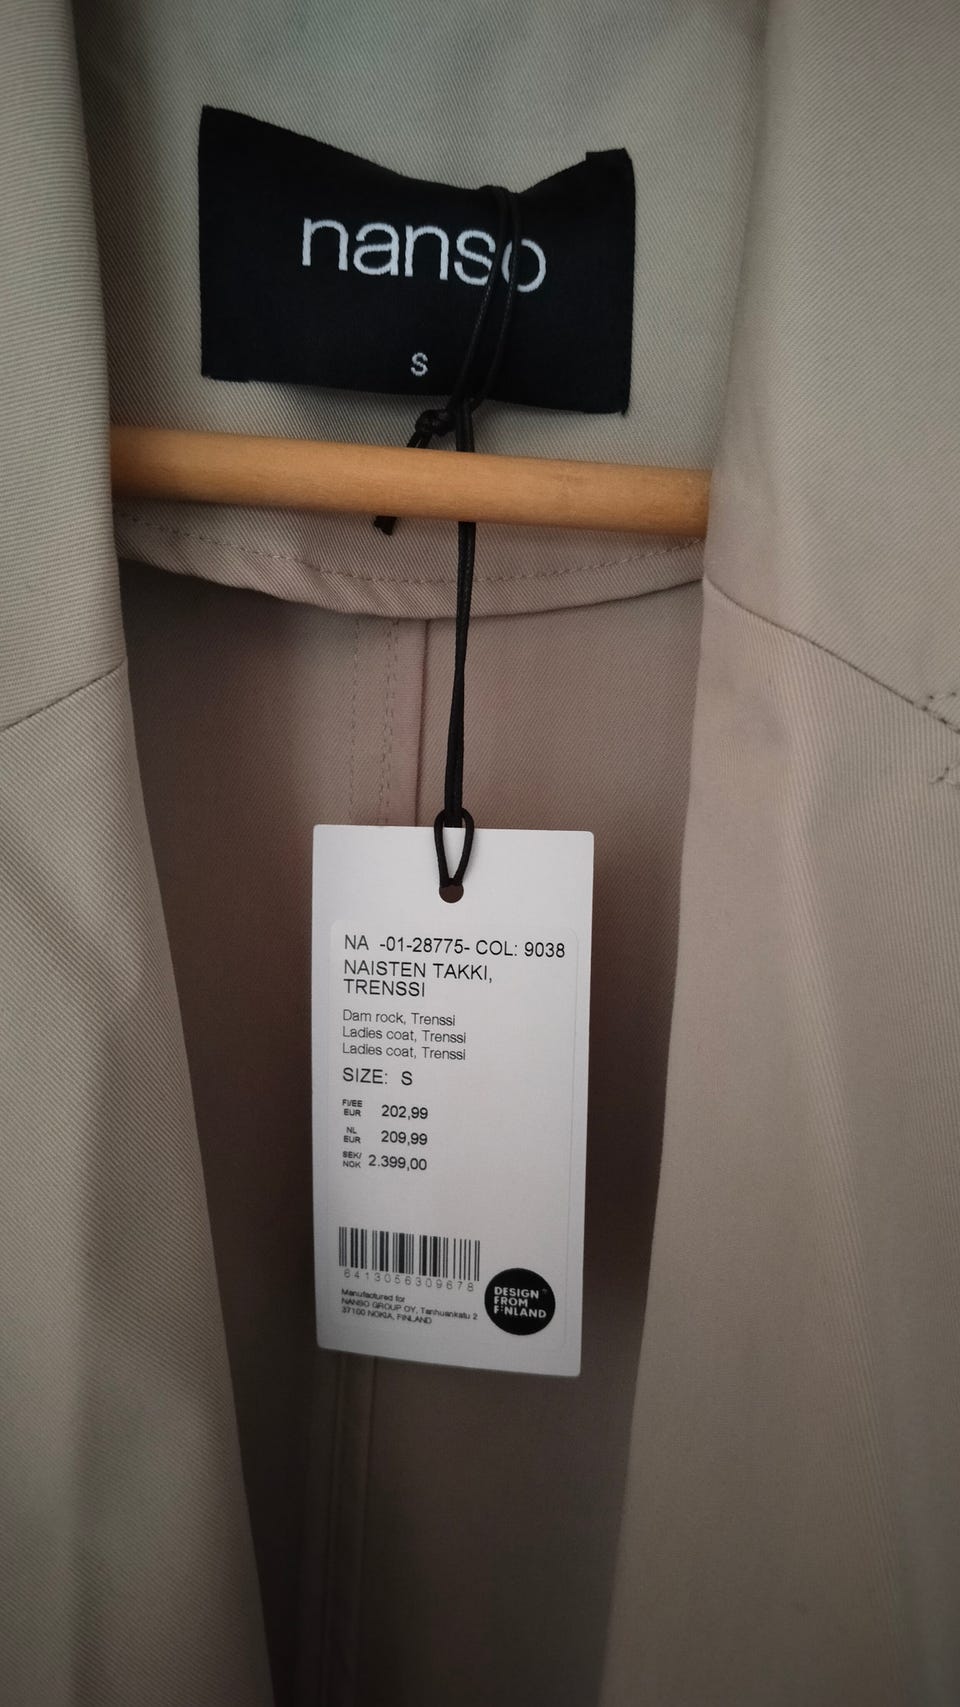 nanso
S
NA -01-28775- COL: 9038
NAISTEN TAKKI,
TRENSSI
Dam rock, Trenssi
Ladies coat, Trenssi
Ladies coat, Trenssi
SIZE: S
FI/EE
EUR 202,99
NL
EUR 209,99
SEK/
NOK 2.399,00
6413056309678
Manufactured for
NANSO GROUP OY, Tanhuankatu 2
37100 NOKIA, FINLAND
DESIGN
FROM
FINLAND